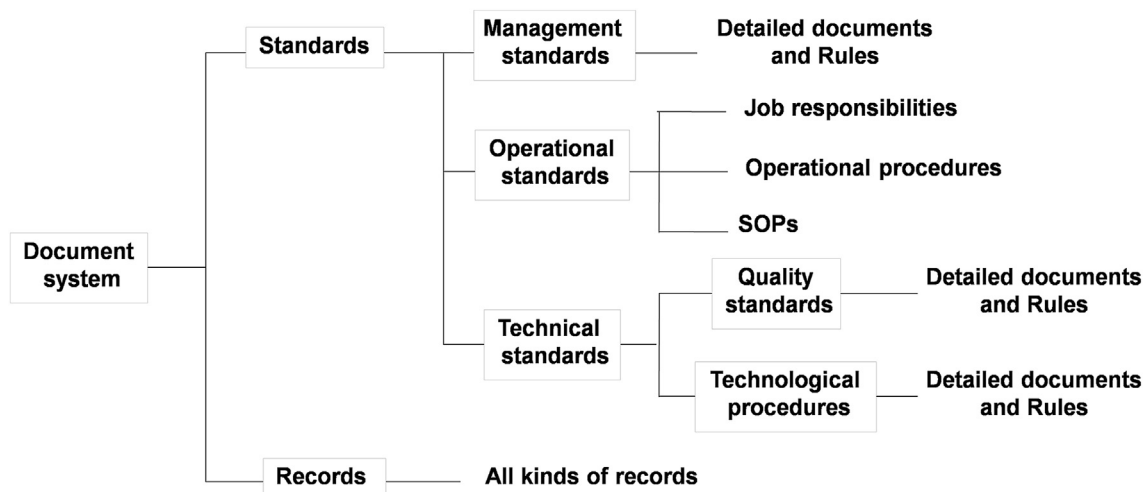 Standards
Management
standards
Detailed documents
and Rules
Job responsibilities
Operational
standards
Operational procedures
SOPs
Document
system
Quality
standards
Detailed documents
and Rules
Technical
standards
Technological
procedures
Detailed documents
and Rules
Records
All kinds of records